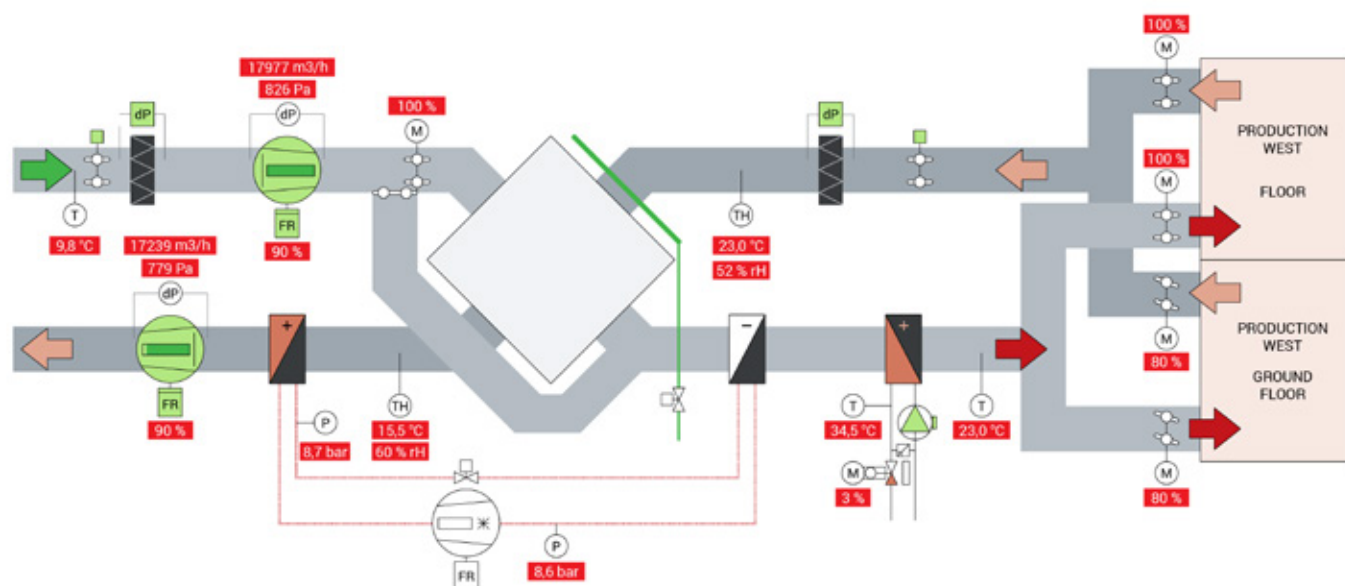 100 %
M
17977 m3/h
826 Pa
dP
dP
100 %
M
dP
PRODUCTION
WEST
FLOOR
100 %
M
T
9,8 °C
FR
90 %
TH
23,0 °C
52 % rH
17239 m3/h
779 Pa
dP
+
−
+
PRODUCTION
WEST
GROUND
FLOOR
M
80 %
FR
90 %
P
8,7 bar
TH
15,5 °C
60 % rH
T
34,5 °C
T
23,0 °C
M
3 %
M
80 %
P
8,6 bar
FR